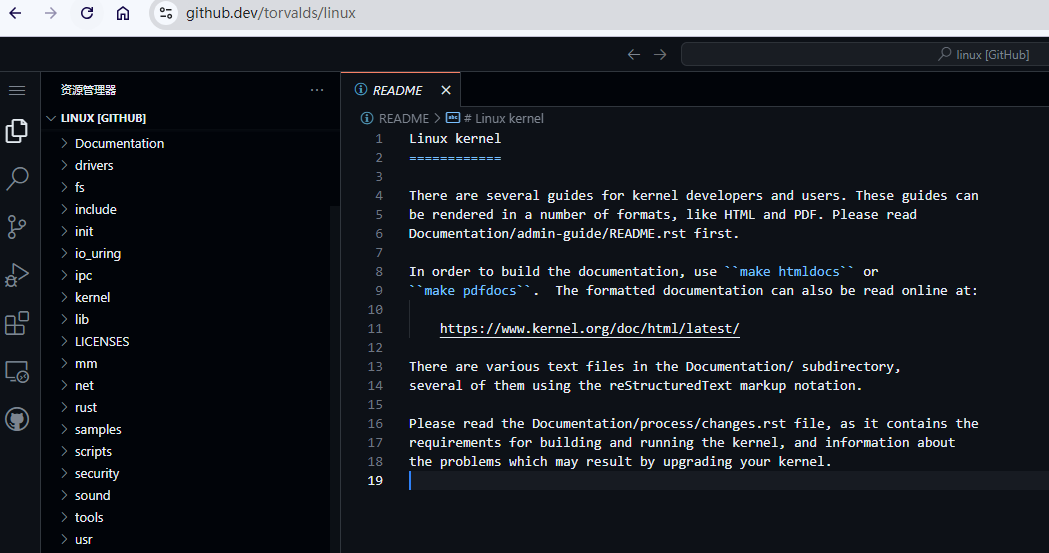 github.dev/torvalds/linux
linux [GitHub]
资源管理器
README
LINUX [GITHUB]
README > # Linux kernel
Documentation
drivers
fs
include
init
io_uring
ipc
kernel
lib
LICENSES
mm
net
rust
samples
scripts
security
sound
tools
usr
1 Linux kernel
2 ============
3
4 There are several guides for kernel developers and users. These guides can
5 be rendered in a number of formats, like HTML and PDF. Please read
6 Documentation/admin-guide/README.rst first.
7
8 In order to build the documentation, use ``make htmldocs`` or
9 ``make pdfdocs``.  The formatted documentation can also be read online at:
10
11     https://www.kernel.org/doc/html/latest/
12
13 There are various text files in the Documentation/ subdirectory,
14 several of them using the reStructuredText markup notation.
15
16 Please read the Documentation/process/changes.rst file, as it contains the
17 requirements for building and running the kernel, and information about
18 the problems which may result by upgrading your kernel.
19